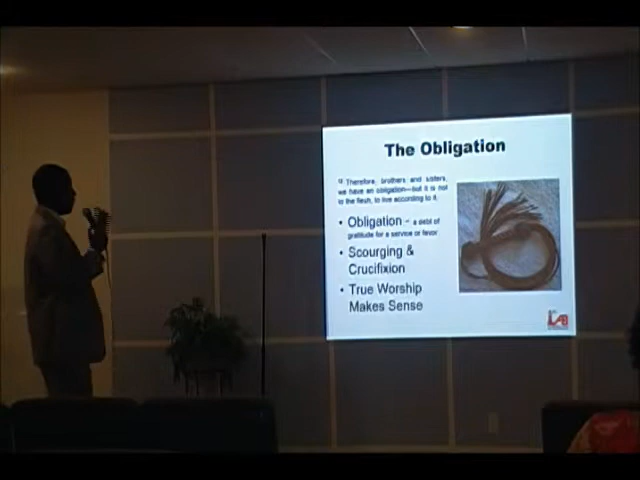 The Obligation
12 Therefore, brothers and sisters,
we have an obligation—but it is not
to the flesh, to live according to it.
• Obligation – a debt of
gratitude for a service or favor
• Scourging &
Crucifixion
• True Worship
Makes Sense